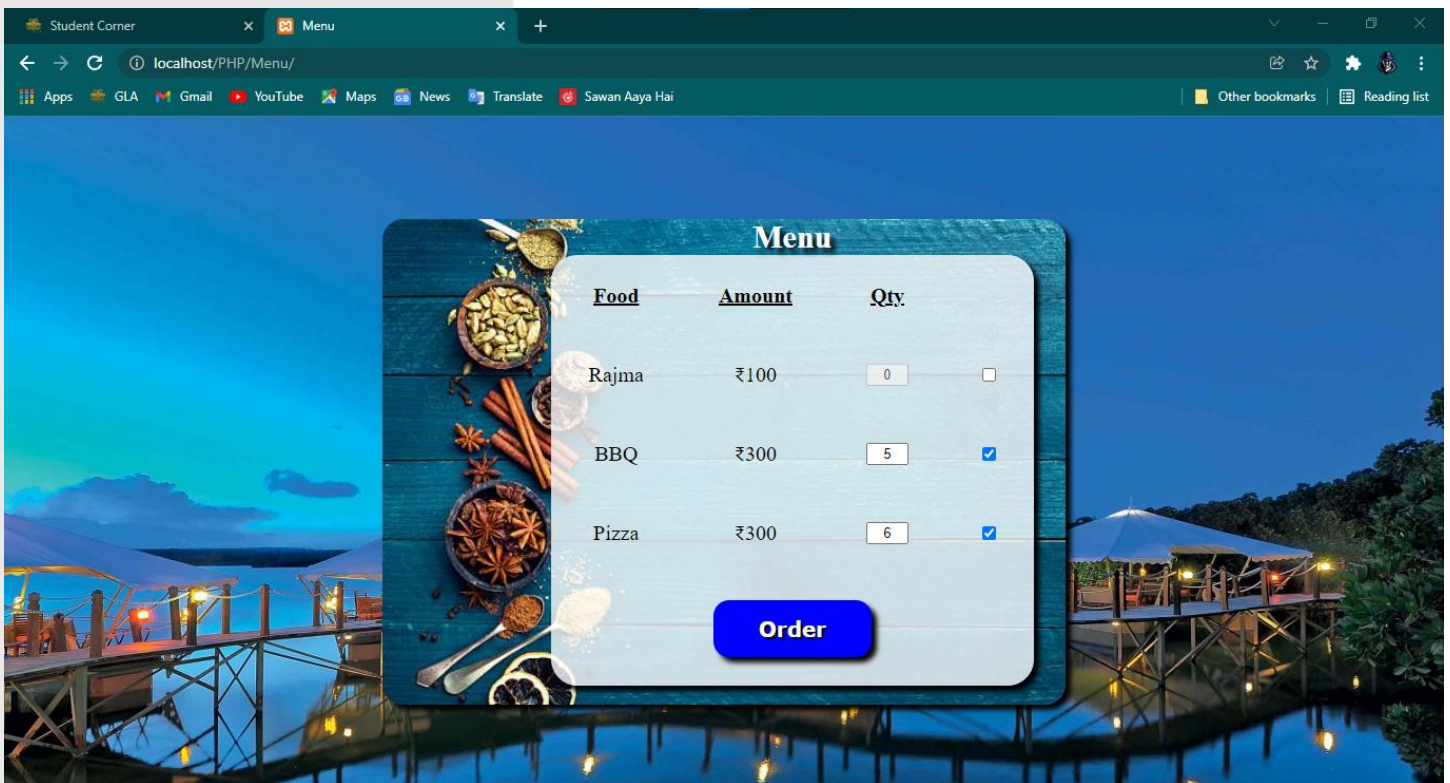 Student Corner Menu
localhost/PHP/Menu/
Apps GLA Gmail YouTube Maps News Translate Sawan Aaya Hai Other bookmarks Reading list
Menu
Food Amount Qty
Rajma ₹100 0
BBQ ₹300 5
Pizza ₹300 6
Order